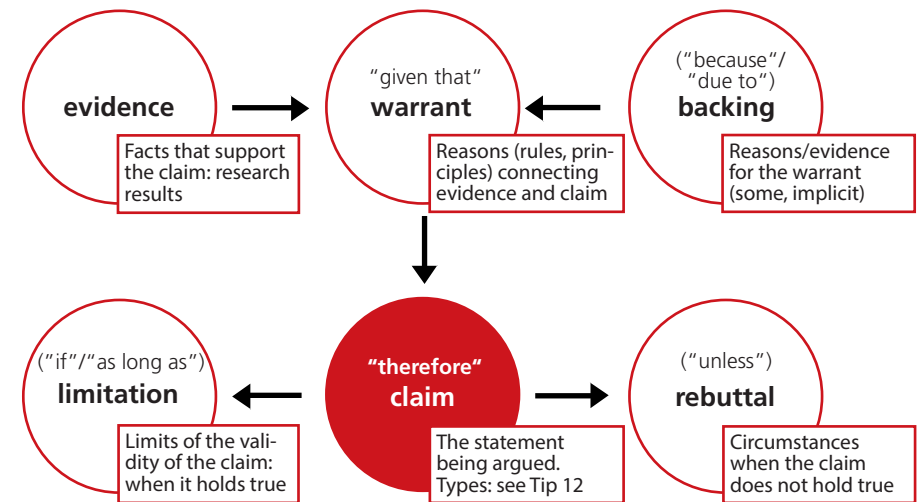 evidence
Facts that support
the claim: research
results
“given that“
warrant
Reasons (rules, prin-
ciples) connecting
evidence and claim
(“because“/
“due to“)
backing
Reasons/evidence
for the warrant
(some, implicit)
(”if”/“as long as”)
limitation
Limits of the vali-
dity of the claim:
when it holds true
“therefore“
claim
The statement
being argued.
Types: see Tip 12
(“unless”)
rebuttal
Circumstances
when the claim
does not hold true